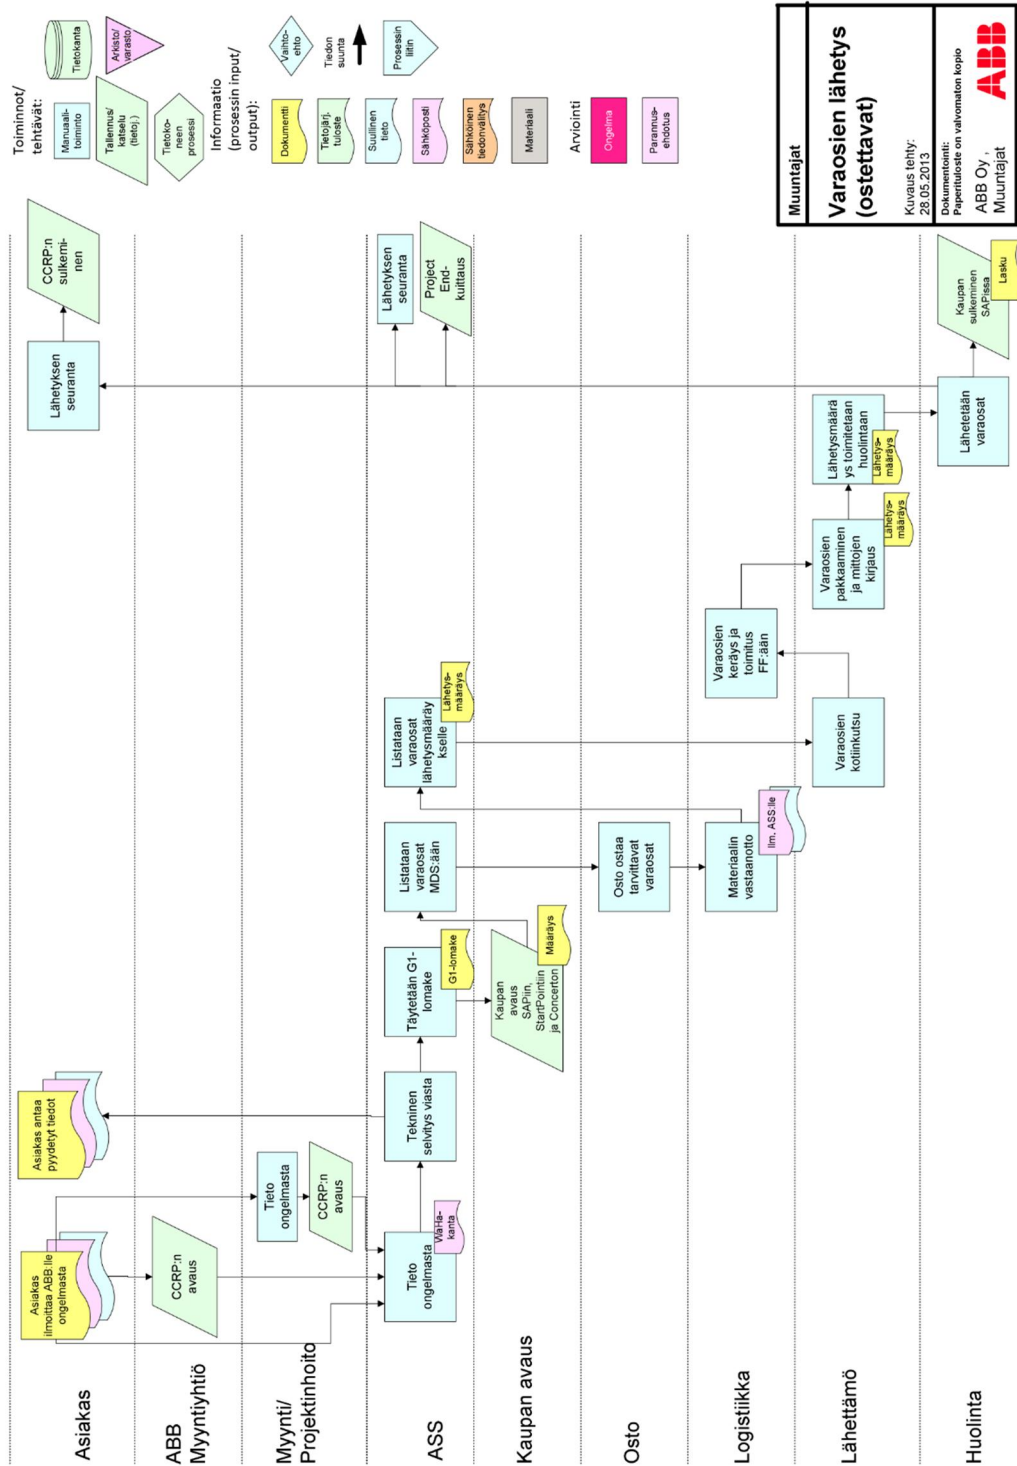 Asiakas
Asiakas
ilmoittaa ABB:lle
ongelmasta
Asiakas antaa
pyydetyt tiedot
Lähetyksen
seuranta
CCRP:n
sulkemi-
nen
ABB
Myyntiyhtiö
CCRP:n
avaus
Myynti/
Projektinhoito
Tieto
ongelmasta
CCRP:n
avaus
ASS
Tieto
ongelmasta
WaHa-
kanta
Tekninen
selvitys viasta
Täytetään G1-
lomake
G1-lomake
Listataan
varaosat
MDS:ään
Listataan
varaosat
lähetysmääräy
kselle
Lähetys-
määräys
Lähetyksen
seuranta
Project
End-
kuittaus
Kaupan avaus
Kaupan
avaus
SAPiin,
StartPointiin
ja Concerton
Määräys
Osto
Osto ostaa
tarvittavat
varaosat
Logistiikka
Materiaalin
vastaanotto
Ilm. ASS:lle
Varaosien
keräys ja
toimitus
FF:ään
Lähettämö
Varaosien
kotiinkutsu
Varaosien
pakkaaminen
ja mittojen
kirjaus
Lähetys-
määräys
Lähetysmäärä
ys toimitetaan
huolintaan
Lähetys-
määräys
Huolinta
Lähetetään
varaosat
Kaupan
sulkeminen
SAPissa
Lasku
Toiminnot/
tehtävät:
Manuaali-
toiminto
Tallennus/
katselu
(tietoj.)
Tietoko-
neen
prosessi
Tietokanta
Arkisto/
varasto
Informaatio
(prosessin input/
output):
Dokumentti
Tietojärj.
tuloste
Suullinen
tieto
Sähköposti
Sähköinen
tiedonvälitys
Materiaali
Vaihto-
ehto
Tiedon
suunta
Prosessin
liitin
Arviointi
Ongelma
Parannus-
ehdotus
Muuntajat
Varaosien lähetys
(ostettavat)
Kuvaus tehty:
28.05.2013
Dokumentointi:
Paperituloste on valvomaton kopio
ABB Oy ,
Muuntajat
ABB